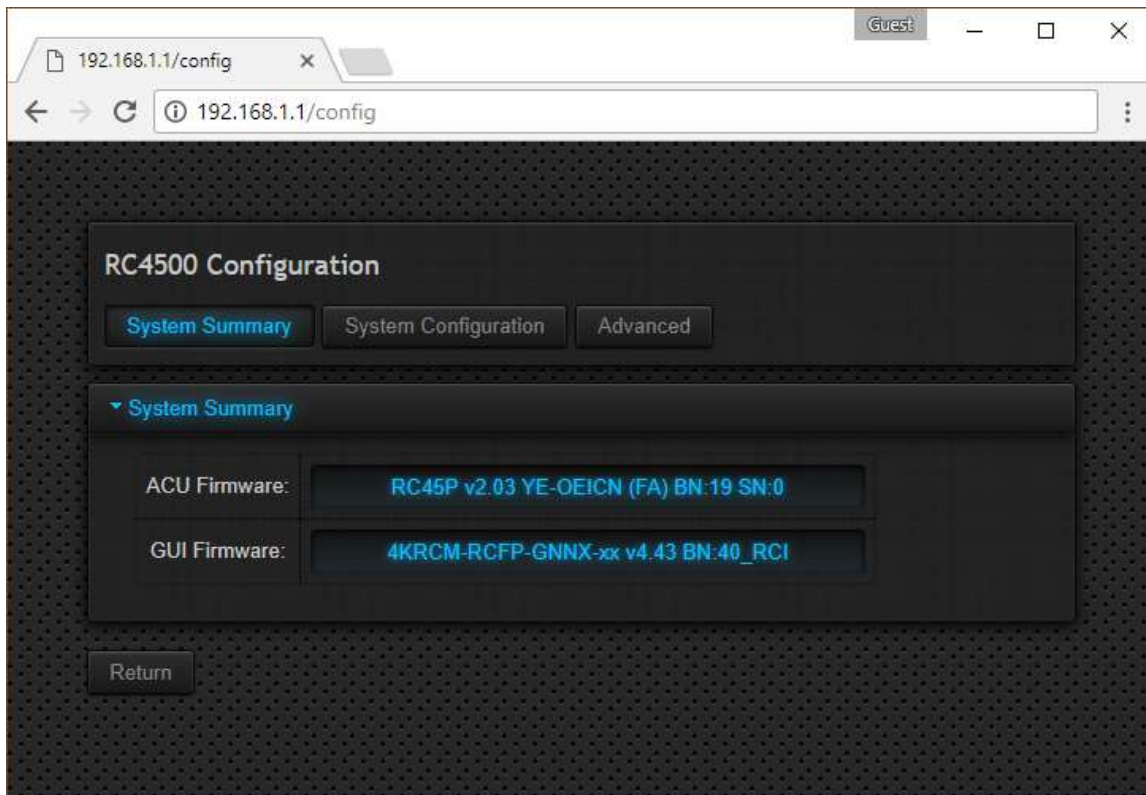 Guest
192.168.1.1/config
192.168.1.1/config
RC4500 Configuration
System Summary System Configuration Advanced
System Summary
ACU Firmware: RC45P v2.03 YE-OEICN (FA) BN:19 SN:0
GUI Firmware: 4KRCM-RCFP-GNNX-xx v4.43 BN:40_RCI
Return